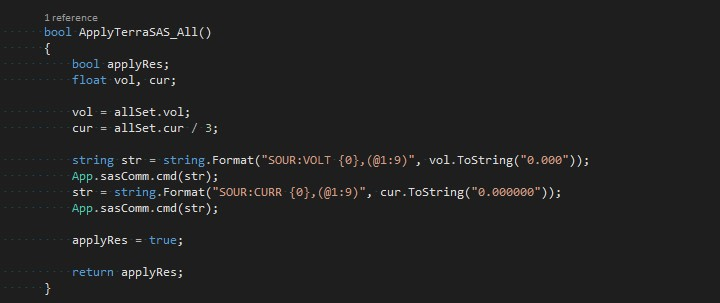 1 reference
bool ApplyTerraSAS_All()
{
bool applyRes;
float vol, cur;
vol = allSet.vol;
cur = allSet.cur / 3;
string str = string.Format("SOUR:VOLT {0},(@1:9)", vol.ToString("0.000"));
App.sasComm.cmd(str);
str = string.Format("SOUR:CURR {0},(@1:9)", cur.ToString("0.000000"));
App.sasComm.cmd(str);
applyRes = true;
return applyRes;
}